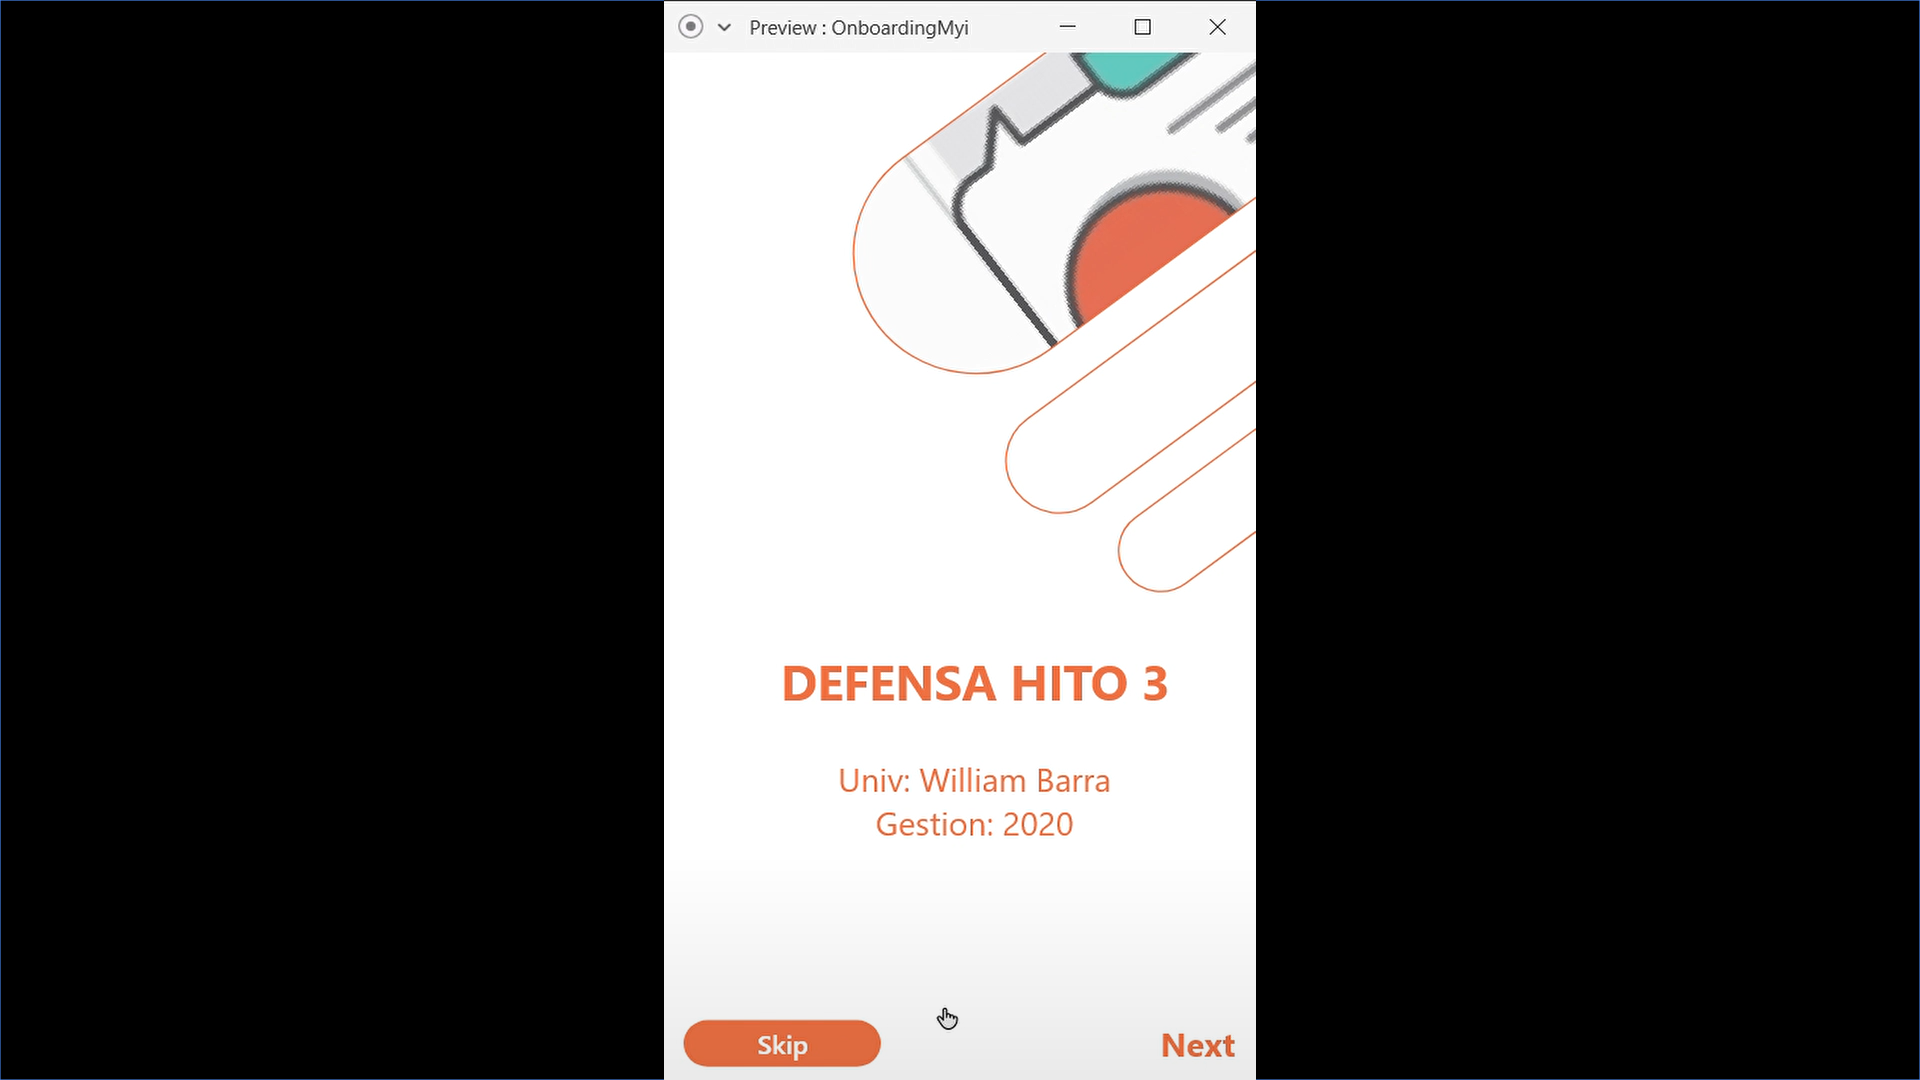 Preview : OnboardingMyi
DEFENSA HITO 3
Univ: William Barra
Gestion: 2020
Skip
Next